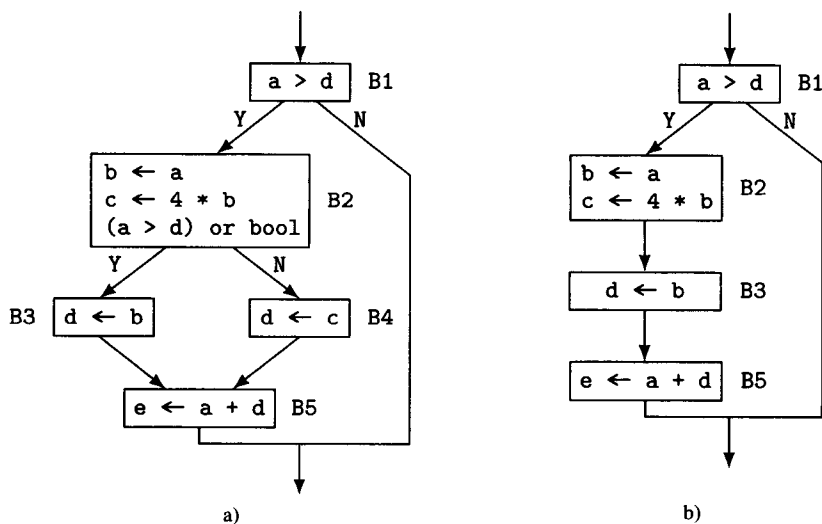 a > d B1
Y N
b ← a
c ← 4 * b
(a > d) or bool
B2
Y N
B3 d ← b
d ← c B4
e ← a + d B5
a)
a > d B1
Y N
b ← a
c ← 4 * b
B2
d ← b B3
e ← a + d B5
b)